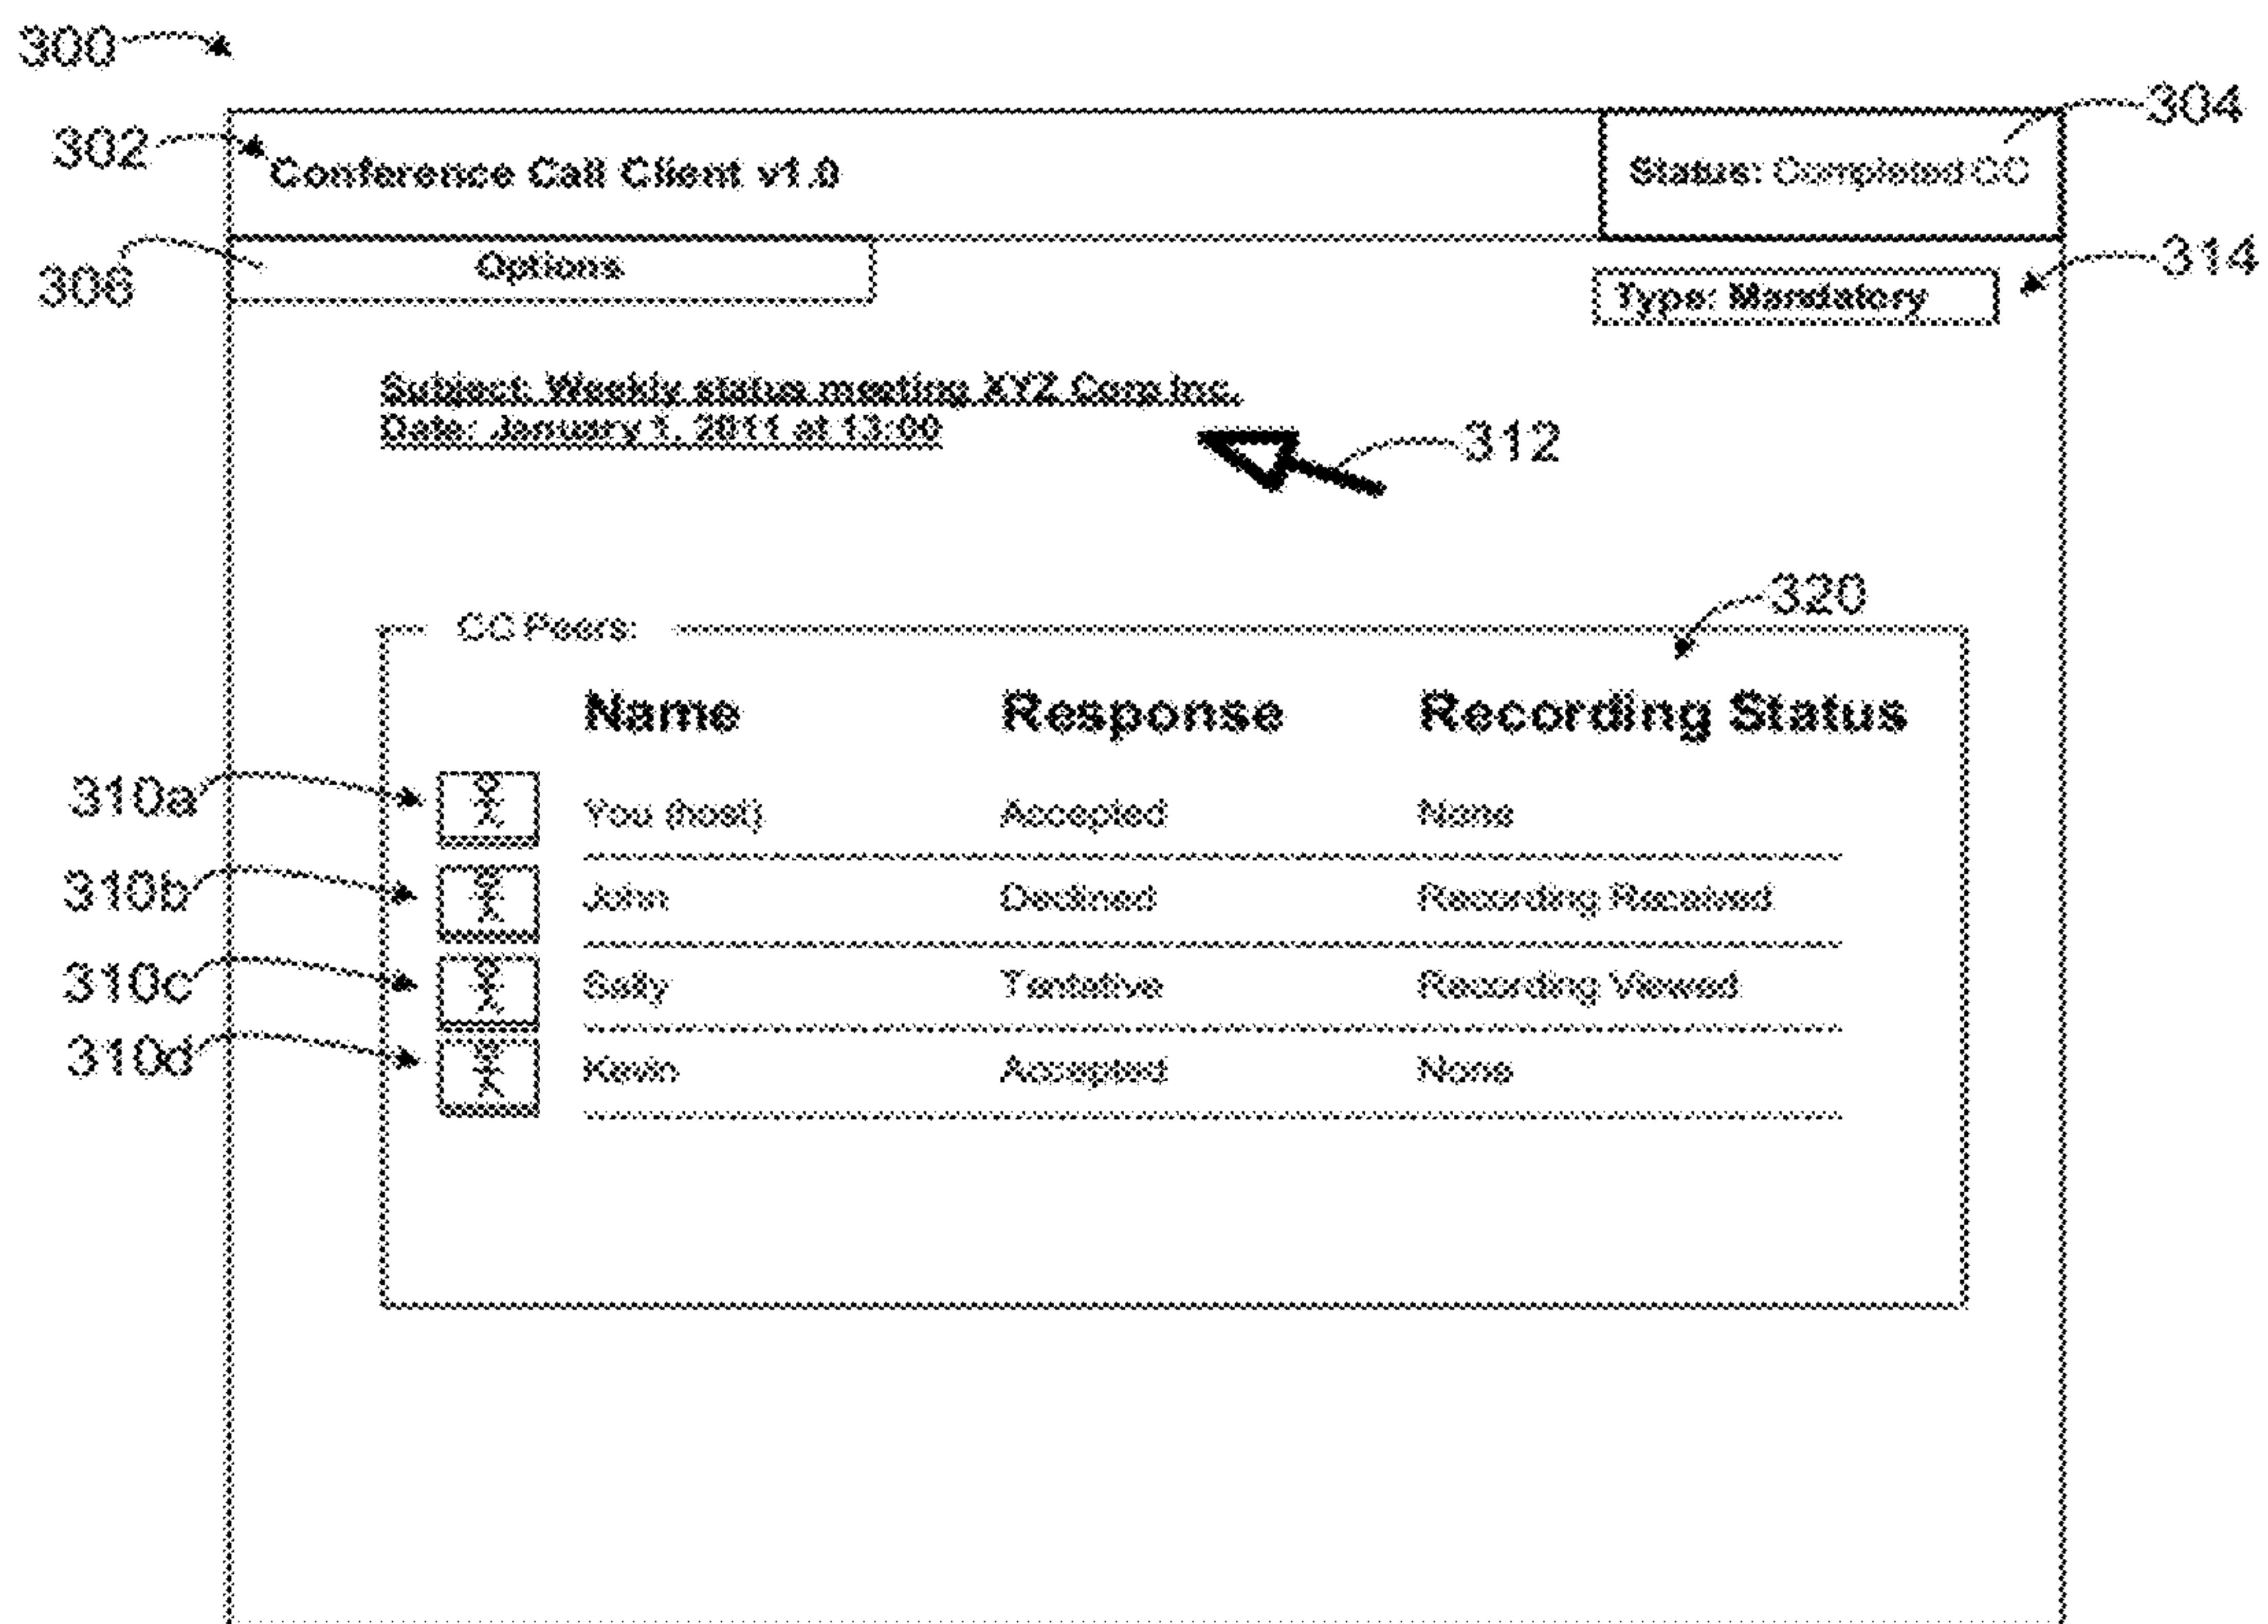 300
302 Conference Call Client v1.0 Status: Completed CC 304
306 Options Type: Mandatory 314
Subject: Weekly status meeting XYZ Corp Inc.
Date: January 1, 2011 at 13:00
312
320
CC Peers:
Name Response Recording Status
310a You (host) Accepted None
310b John Declined Recording Received
310c Sally Tentative Recording Viewed
310d Kevin Accepted None